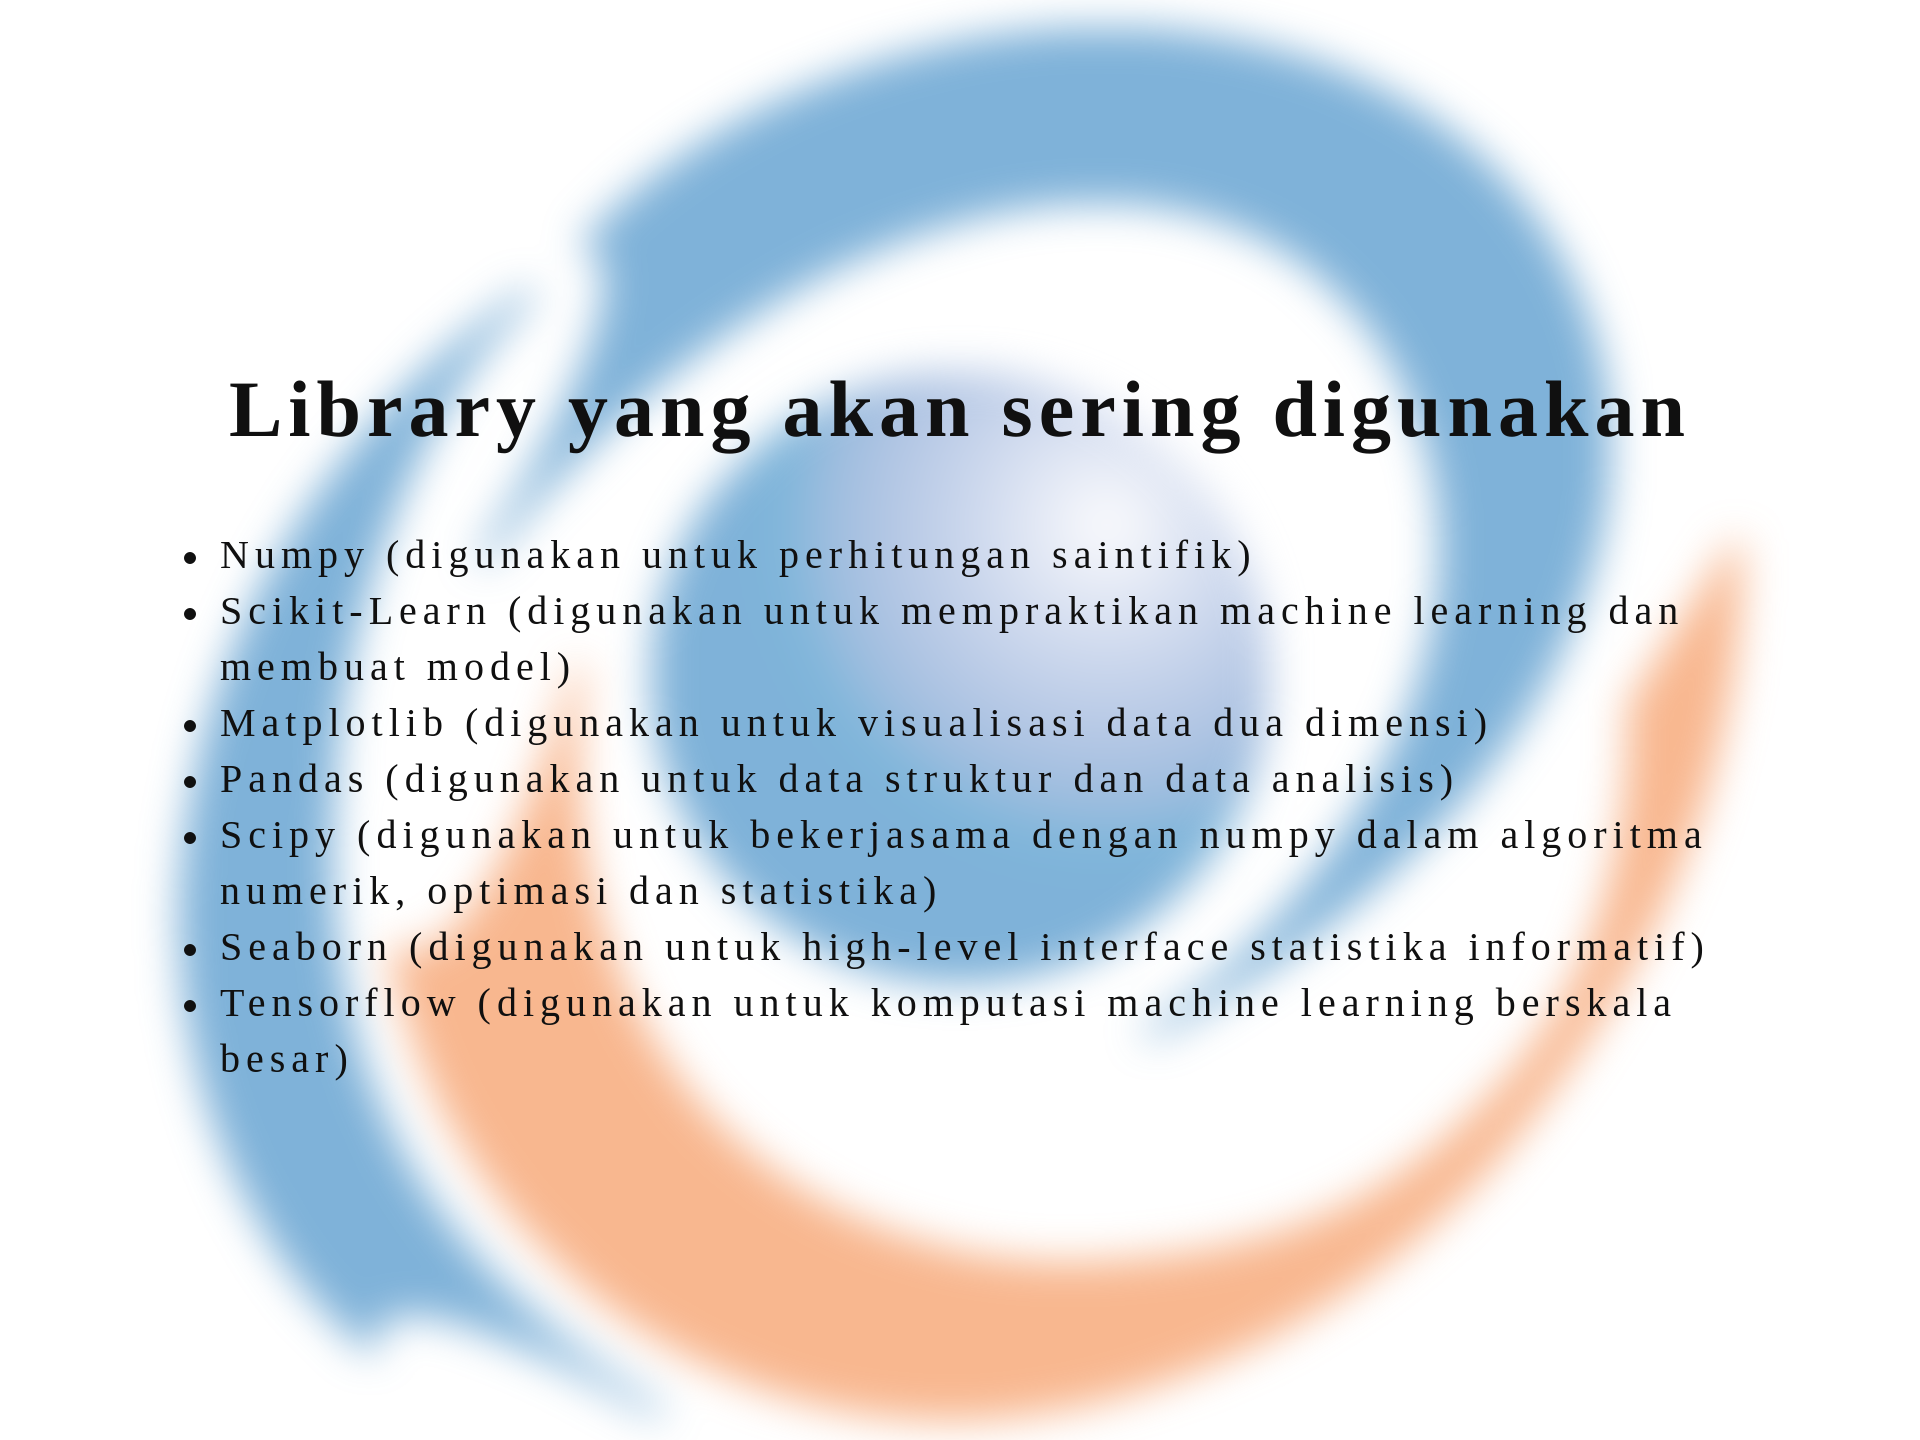 Library yang akan sering digunakan
• Numpy (digunakan untuk perhitungan saintifik)
• Scikit-Learn (digunakan untuk mempraktikan machine learning dan
membuat model)
• Matplotlib (digunakan untuk visualisasi data dua dimensi)
• Pandas (digunakan untuk data struktur dan data analisis)
• Scipy (digunakan untuk bekerjasama dengan numpy dalam algoritma
numerik, optimasi dan statistika)
• Seaborn (digunakan untuk high-level interface statistika informatif)
• Tensorflow (digunakan untuk komputasi machine learning berskala
besar)